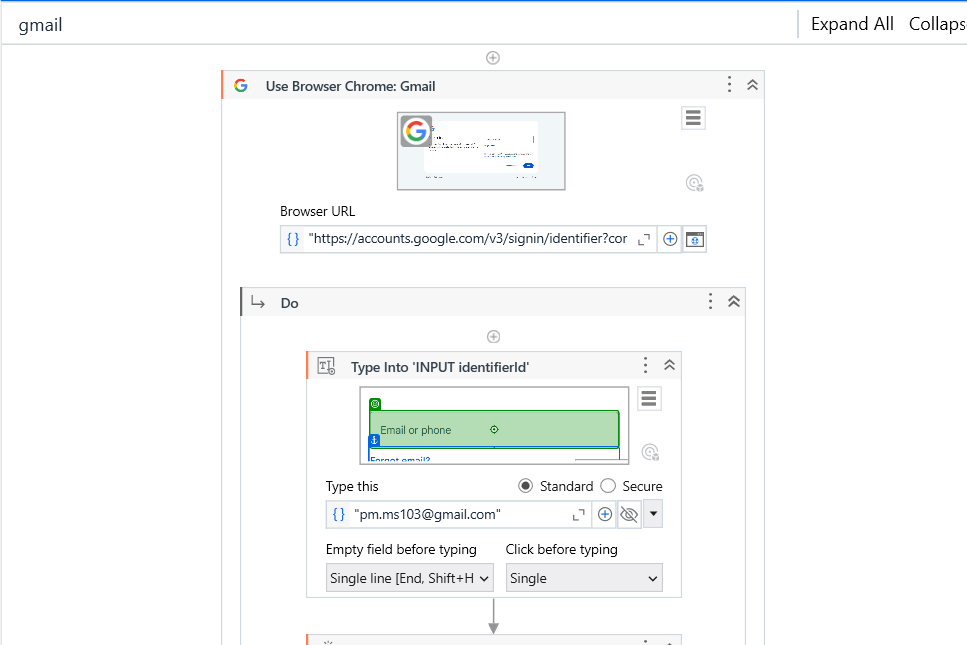 gmail
Expand All Collaps
Use Browser Chrome: Gmail
Browser URL
"https://accounts.google.com/v3/signin/identifier?cor
Do
Type Into 'INPUT identifierId'
Email or phone
Forgot email?
Type this
Standard
Secure
"pm.ms103@gmail.com"
Empty field before typing
Click before typing
Single line [End, Shift+H
Single